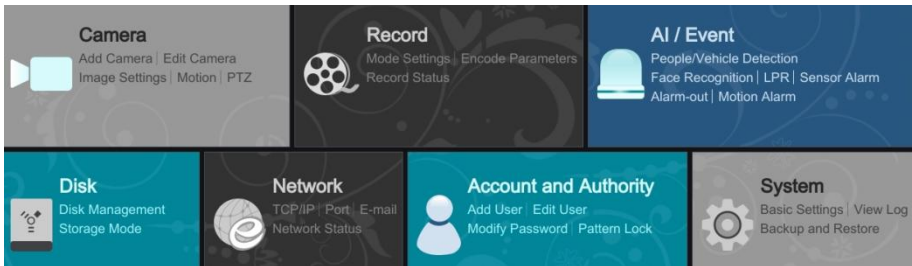 Camera
Add Camera | Edit Camera
Image Settings | Motion | PTZ
Record
Mode Settings | Encode Parameters
Record Status
AI / Event
People/Vehicle Detection
Face Recognition | LPR | Sensor Alarm
Alarm-out | Motion Alarm
Disk
Disk Management
Storage Mode
Network
TCP/IP | Port | E-mail
Network Status
Account and Authority
Add User | Edit User
Modify Password | Pattern Lock
System
Basic Settings | View Log
Backup and Restore